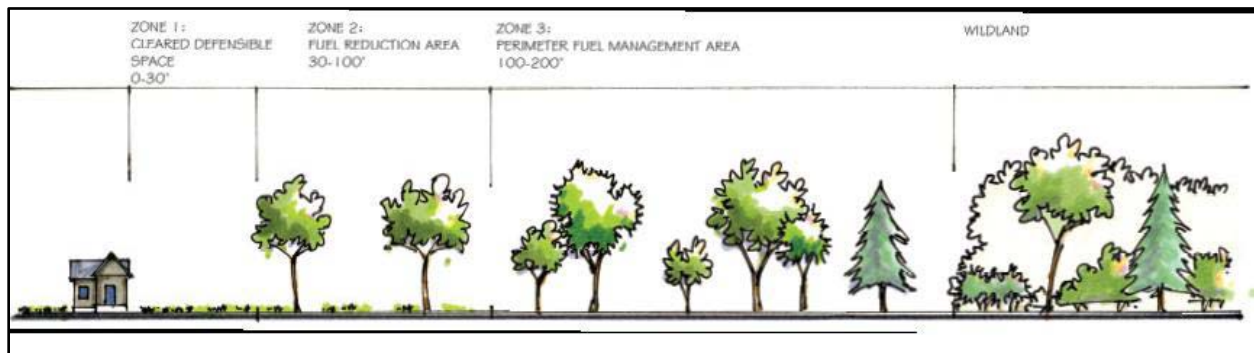 ZONE 1:
CLEARED DEFENSIBLE
SPACE
0-30'
ZONE 2:
FUEL REDUCTION AREA
30-100'
ZONE 3:
PERIMETER FUEL MANAGEMENT AREA
100-200'
WILDLAND